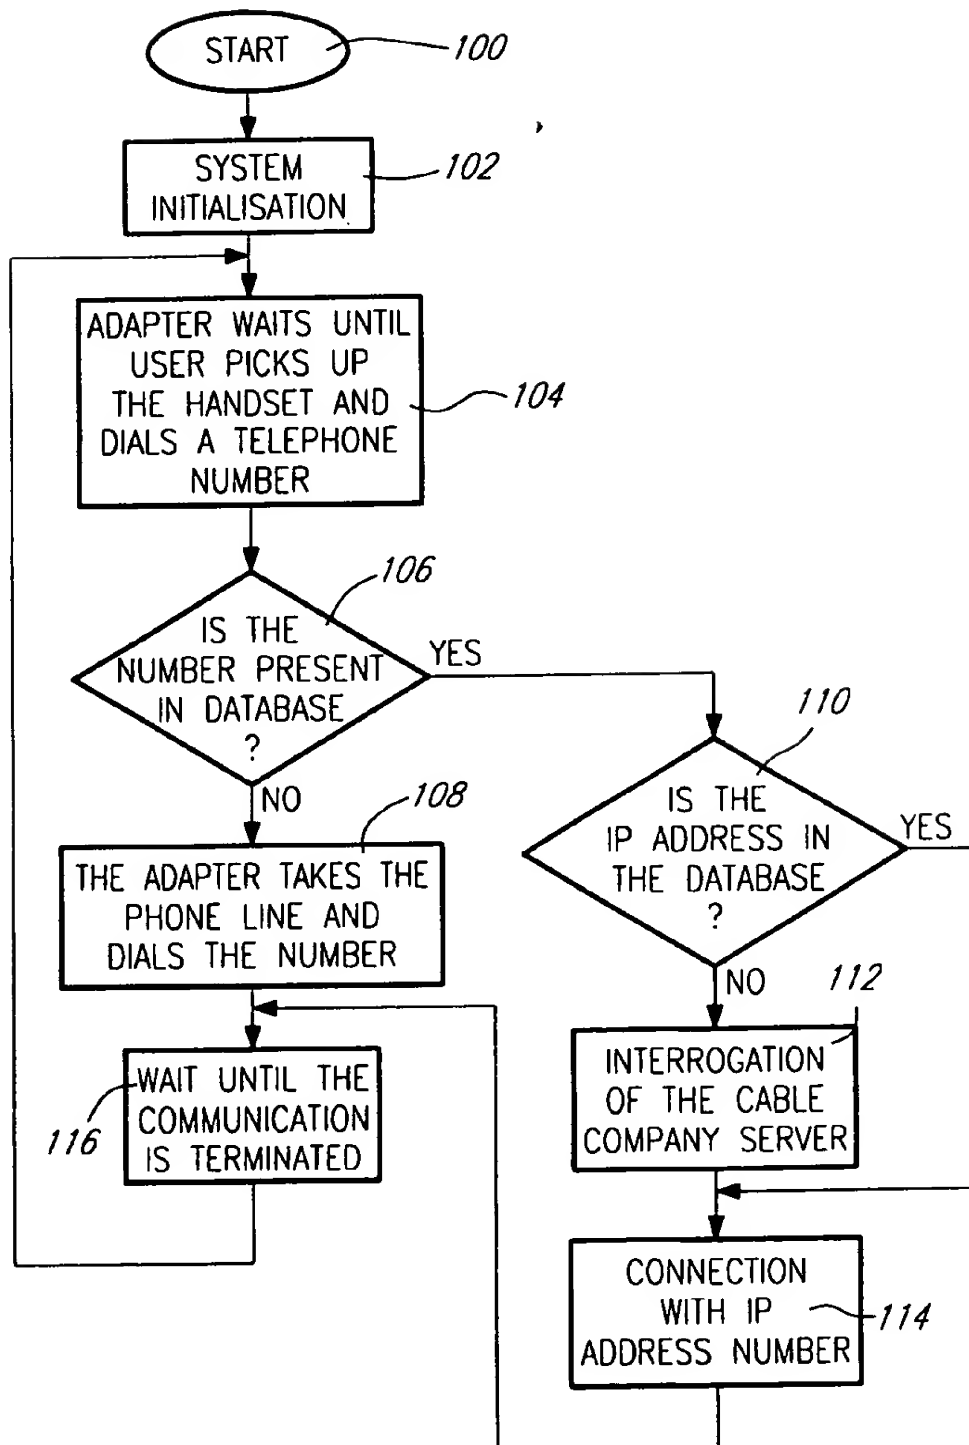 START
100
SYSTEM
INITIALISATION
102
ADAPTER WAITS UNTIL
USER PICKS UP
THE HANDSET AND
DIALS A TELEPHONE
NUMBER
104
106
IS THE
NUMBER PRESENT
IN DATABASE
?
YES
NO
108
THE ADAPTER TAKES THE
PHONE LINE AND
DIALS THE NUMBER
110
IS THE
IP ADDRESS IN
THE DATABASE
?
YES
NO
112
INTERROGATION
OF THE CABLE
COMPANY SERVER
WAIT UNTIL THE
COMMUNICATION
IS TERMINATED
116
CONNECTION
WITH IP
ADDRESS NUMBER
114